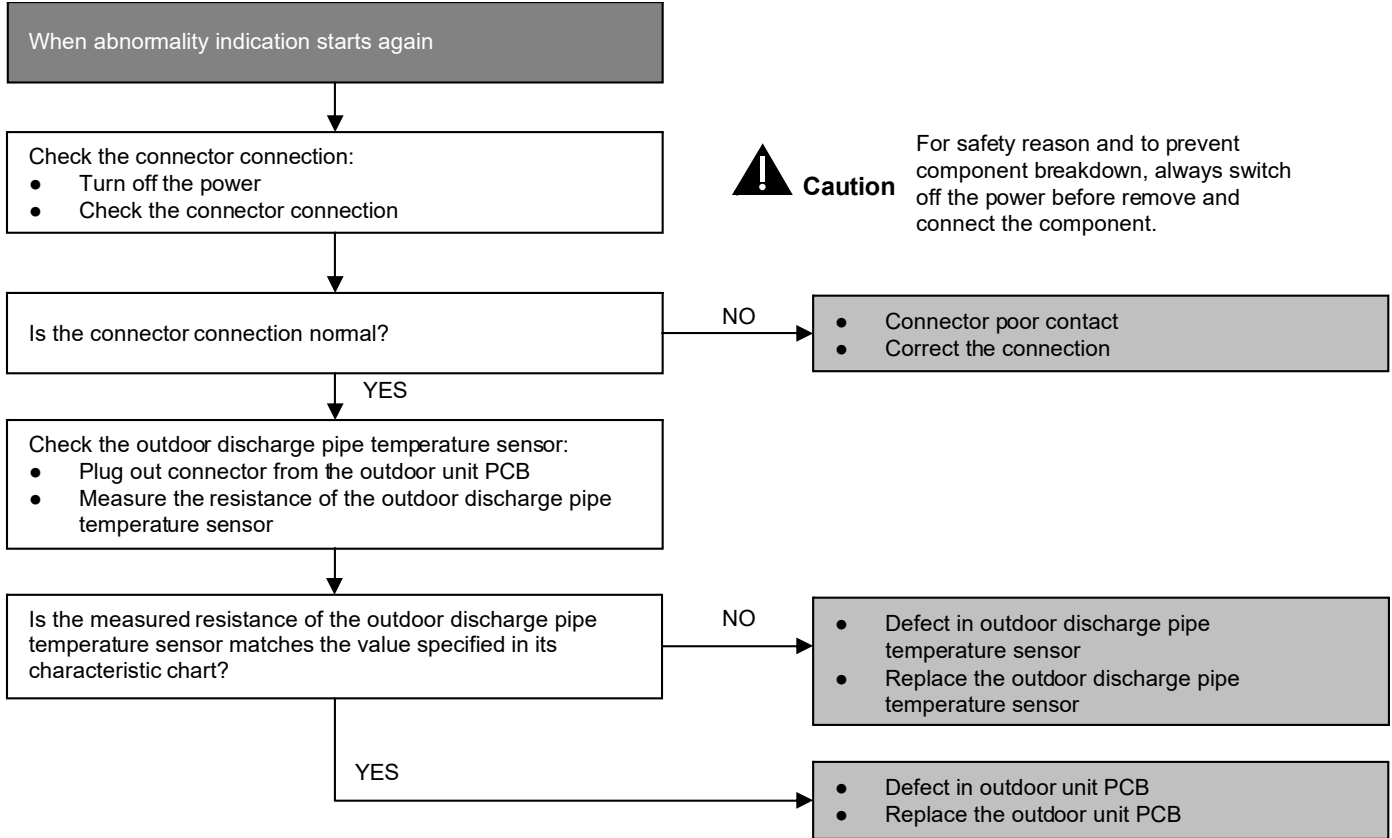 When abnormality indication starts again
Check the connector connection:
● Turn off the power
● Check the connector connection
Caution
For safety reason and to prevent
component breakdown, always switch
off the power before remove and
connect the component.
Is the connector connection normal?
NO
● Connector poor contact
● Correct the connection
YES
Check the outdoor discharge pipe temperature sensor:
● Plug out connector from the outdoor unit PCB
● Measure the resistance of the outdoor discharge pipe
temperature sensor
Is the measured resistance of the outdoor discharge pipe
temperature sensor matches the value specified in its
characteristic chart?
NO
● Defect in outdoor discharge pipe
temperature sensor
● Replace the outdoor discharge pipe
temperature sensor
YES
● Defect in outdoor unit PCB
● Replace the outdoor unit PCB